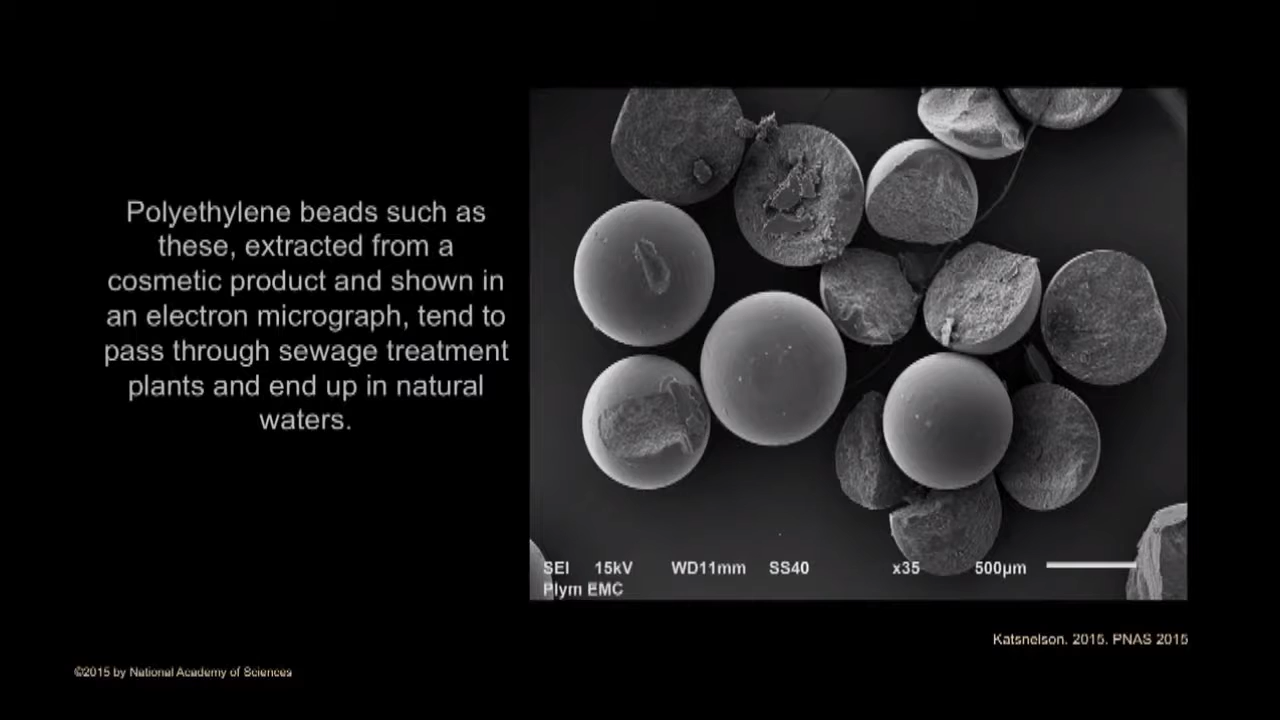 Polyethylene beads such as
these, extracted from a
cosmetic product and shown in
an electron micrograph, tend to
pass through sewage treatment
plants and end up in natural
waters.
SEI 15kV WD11mm SS40 x35 500µm
Plym EMC
Katsnelson. 2015. PNAS 2015
©2015 by National Academy of Sciences